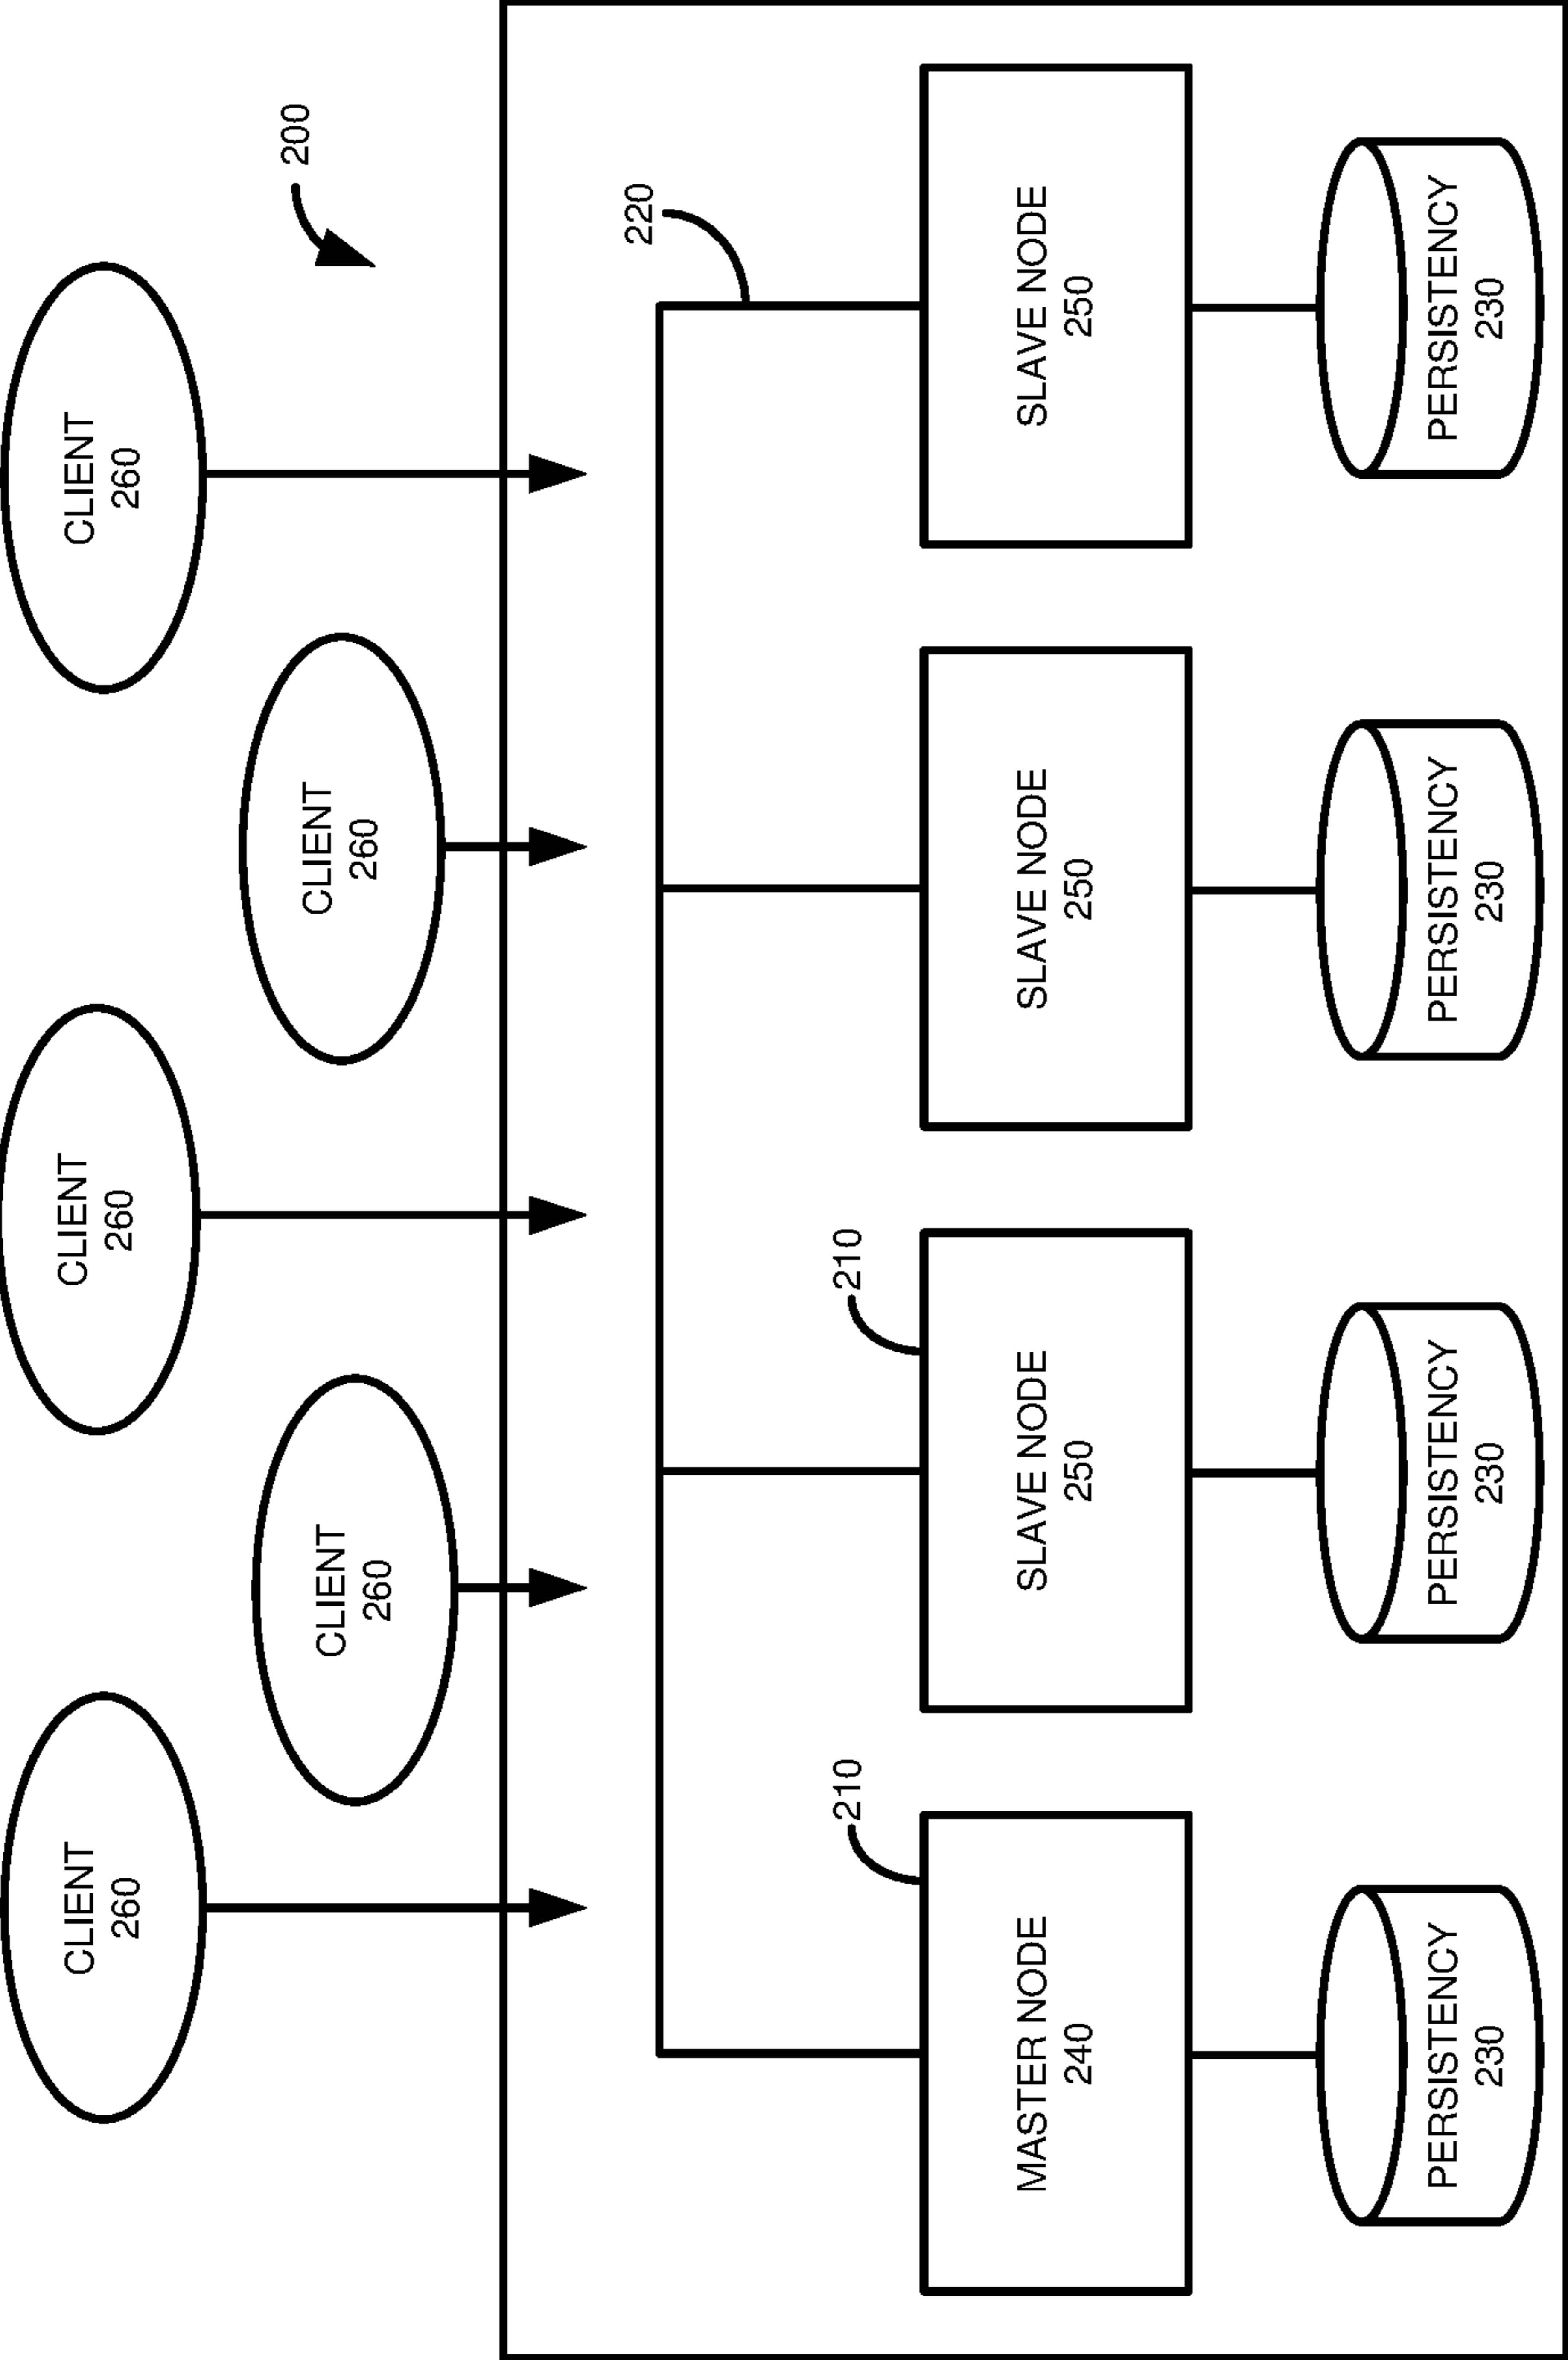 CLIENT
260
CLIENT
260
CLIENT
260
CLIENT
260
CLIENT
260
200
220
210
210
MASTER NODE
240
SLAVE NODE
250
SLAVE NODE
250
SLAVE NODE
250
PERSISTENCY
230
PERSISTENCY
230
PERSISTENCY
230
PERSISTENCY
230